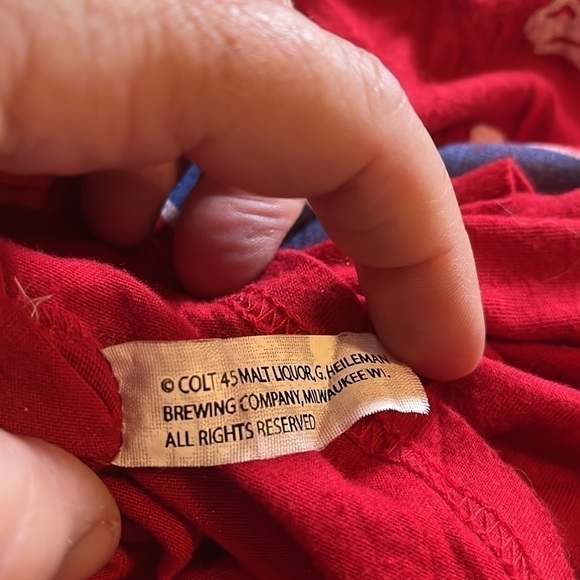 © COLT 45 MALT LIQUOR, G. HEILEMAN
BREWING COMPANY, MILWAUKEE WI.
ALL RIGHTS RESERVED